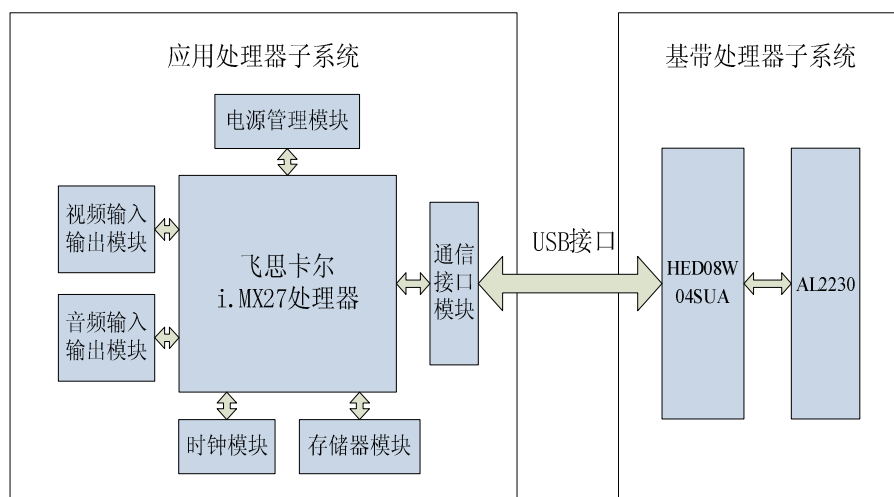 应用处理器子系统
基带处理器子系统
电源管理模块
视频输入
输出模块
飞思卡尔
i.MX27处理器
通信
接口
模块
USB接口
HED08W
04SUA
AL2230
音频输入
输出模块
时钟模块
存储器模块